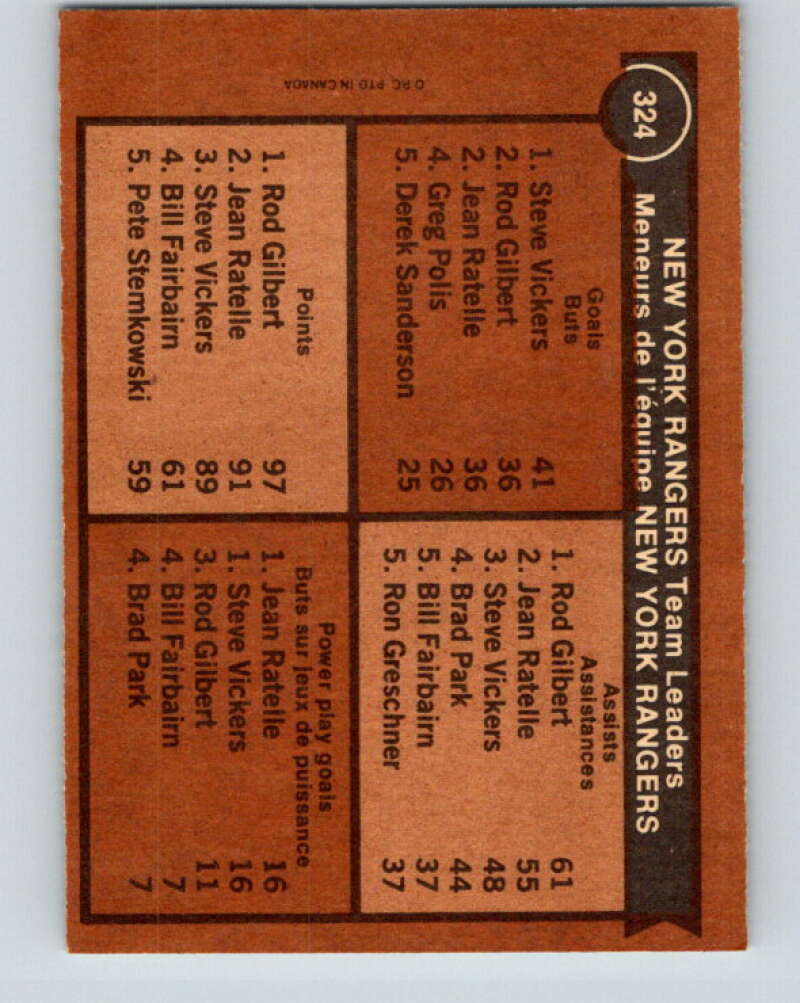 324
NEW YORK RANGERS Team Leaders
Meneurs de l'équipe NEW YORK RANGERS
Goals
Buts
1. Steve Vickers 41
2. Rod Gilbert 36
2. Jean Ratelle 36
4. Greg Polis 26
5. Derek Sanderson 25
Assists
Assistances
1. Rod Gilbert 61
2. Jean Ratelle 55
3. Steve Vickers 48
4. Brad Park 44
5. Bill Fairbairn 37
5. Ron Greschner 37
Points
1. Rod Gilbert 97
2. Jean Ratelle 91
3. Steve Vickers 89
4. Bill Fairbairn 61
5. Pete Stemkowski 59
Power play goals
Buts sur jeux de puissance
1. Jean Ratelle 16
1. Steve Vickers 16
3. Rod Gilbert 11
4. Bill Fairbairn 7
4. Brad Park 7
O.P.C. PTD. IN CANADA